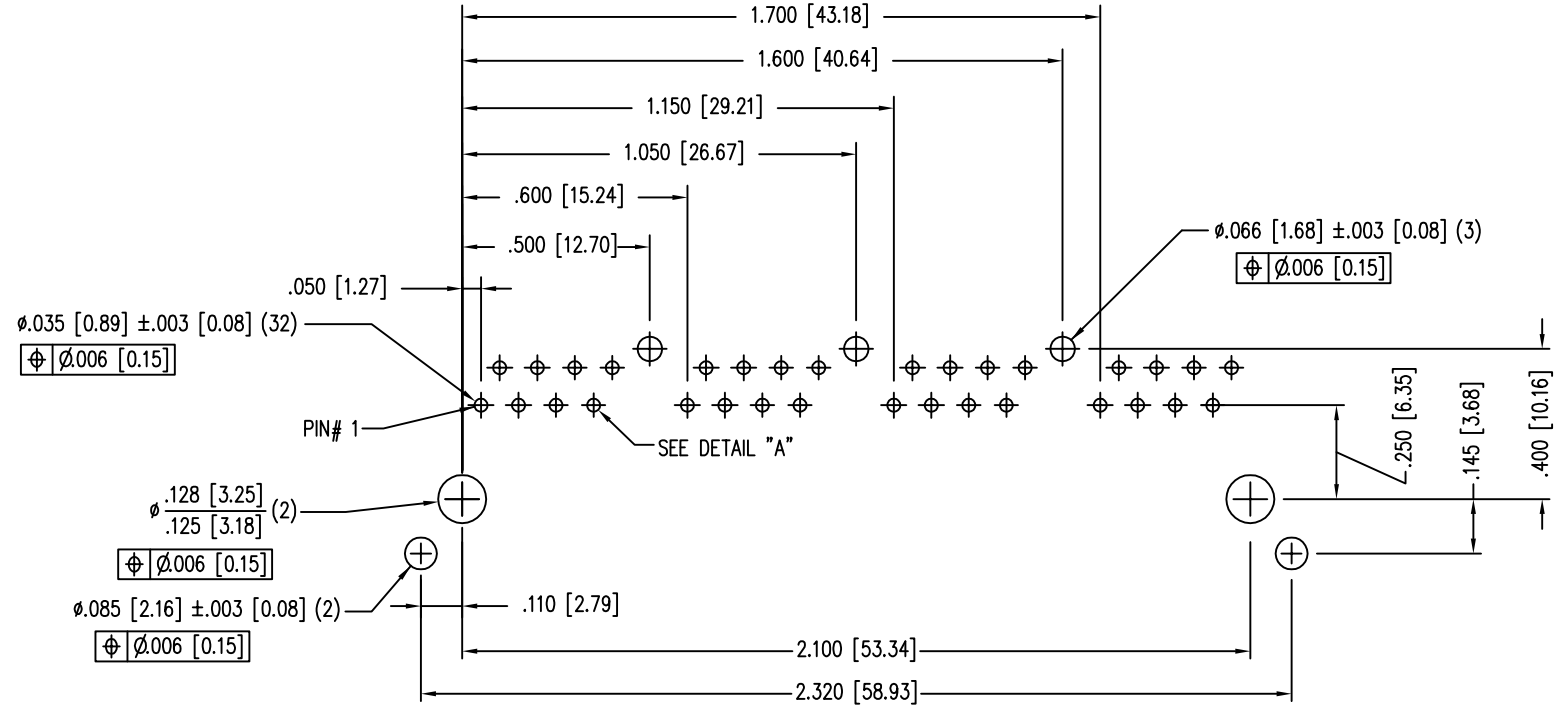 1.700 [43.18]
1.600 [40.64]
1.150 [29.21]
1.050 [26.67]
.600 [15.24]
.500 [12.70]
ø.066 [1.68] ±.003 [0.08] (3)
⌖ Ø.006 [0.15]
.050 [1.27]
ø.035 [0.89] ±.003 [0.08] (32)
⌖ Ø.006 [0.15]
PIN# 1
SEE DETAIL "A"
.250 [6.35]
.145 [3.68]
.400 [10.16]
ø .128 [3.25]
.125 [3.18] (2)
⌖ Ø.006 [0.15]
ø.085 [2.16] ±.003 [0.08] (2)
⌖ Ø.006 [0.15]
.110 [2.79]
2.100 [53.34]
2.320 [58.93]